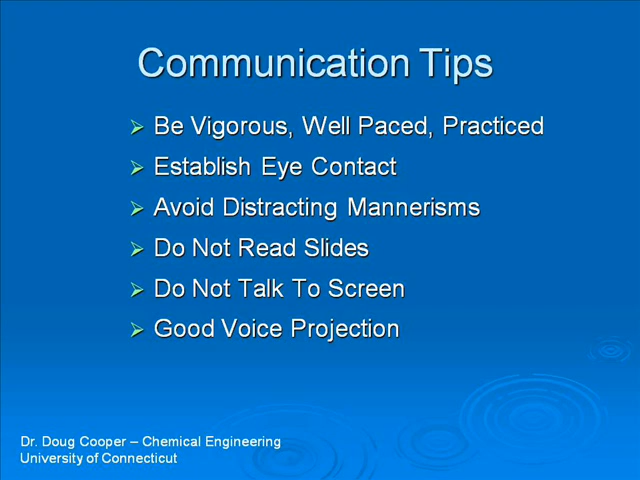 Communication Tips
Be Vigorous, Well Paced, Practiced
Establish Eye Contact
Avoid Distracting Mannerisms
Do Not Read Slides
Do Not Talk To Screen
Good Voice Projection
Dr. Doug Cooper – Chemical Engineering
University of Connecticut